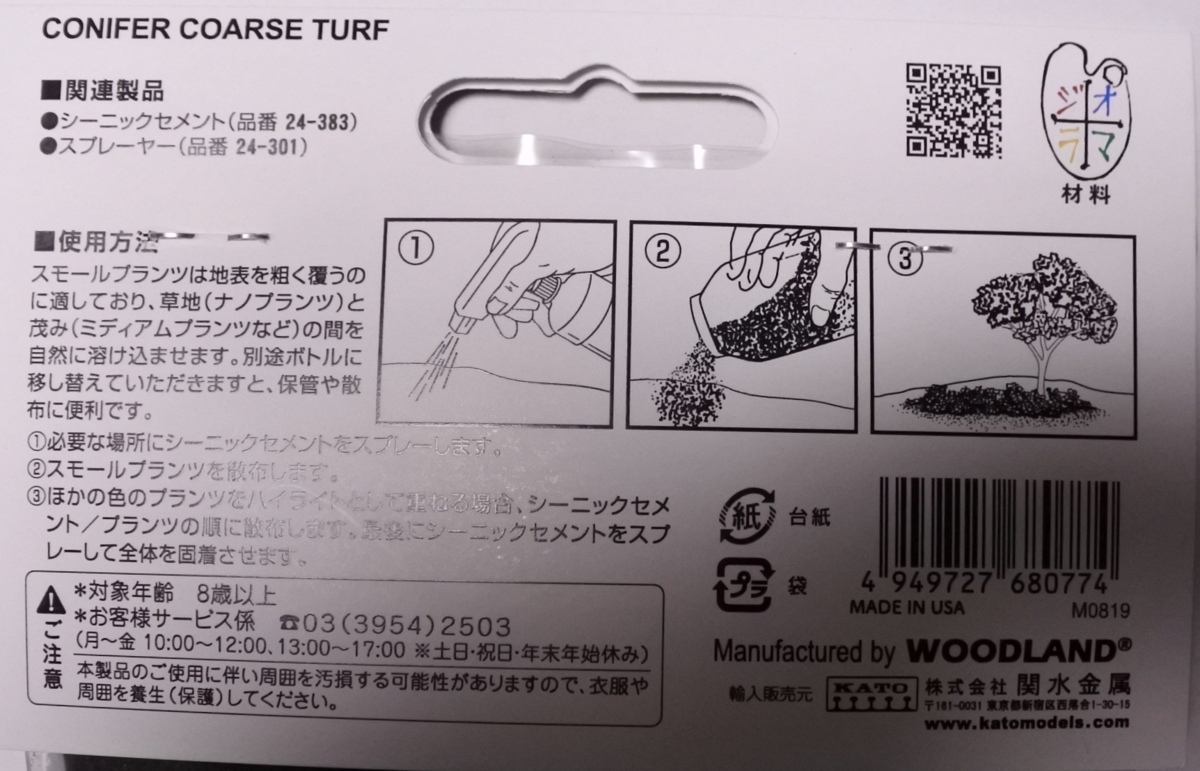 CONIFER COARSE TURF
■関連製品
●シーニックセメント(品番 24-383)
●スプレーヤー(品番 24-301)
ジオラマ
材料
■使用方法
スモールプランツは地表を粗く覆うの
に適しており、草地(ナノプランツ)と
茂み(ミディアムプランツなど)の間を
自然に溶け込ませます。別途ボトルに
移し替えていただきますと、保管や散
布に便利です。
①必要な場所にシーニックセメントをスプレーします。
②スモールプランツを散布します。
③ほかの色のプランツをハイライトとして重ねる場合、シーニックセメ
ント/プランツの順に散布します。最後にシーニックセメントをスプ
レーして全体を固着させます。
①
②
③
ご注意
*対象年齢 8歳以上
*お客様サービス係 ☎03(3954)2503
(月~金 10:00~12:00、13:00~17:00 ※土日・祝日・年末年始休み)
本製品のご使用に伴い周囲を汚損する可能性がありますので、衣服や
周囲を養生(保護)してください。
紙 台紙
プラ 袋
4 949727 680774
MADE IN USA M0819
Manufactured by WOODLAND®
輸入販売元 KATO 株式会社 関水金属
〒161-0031 東京都新宿区西落合1-30-15
www.katomodels.com